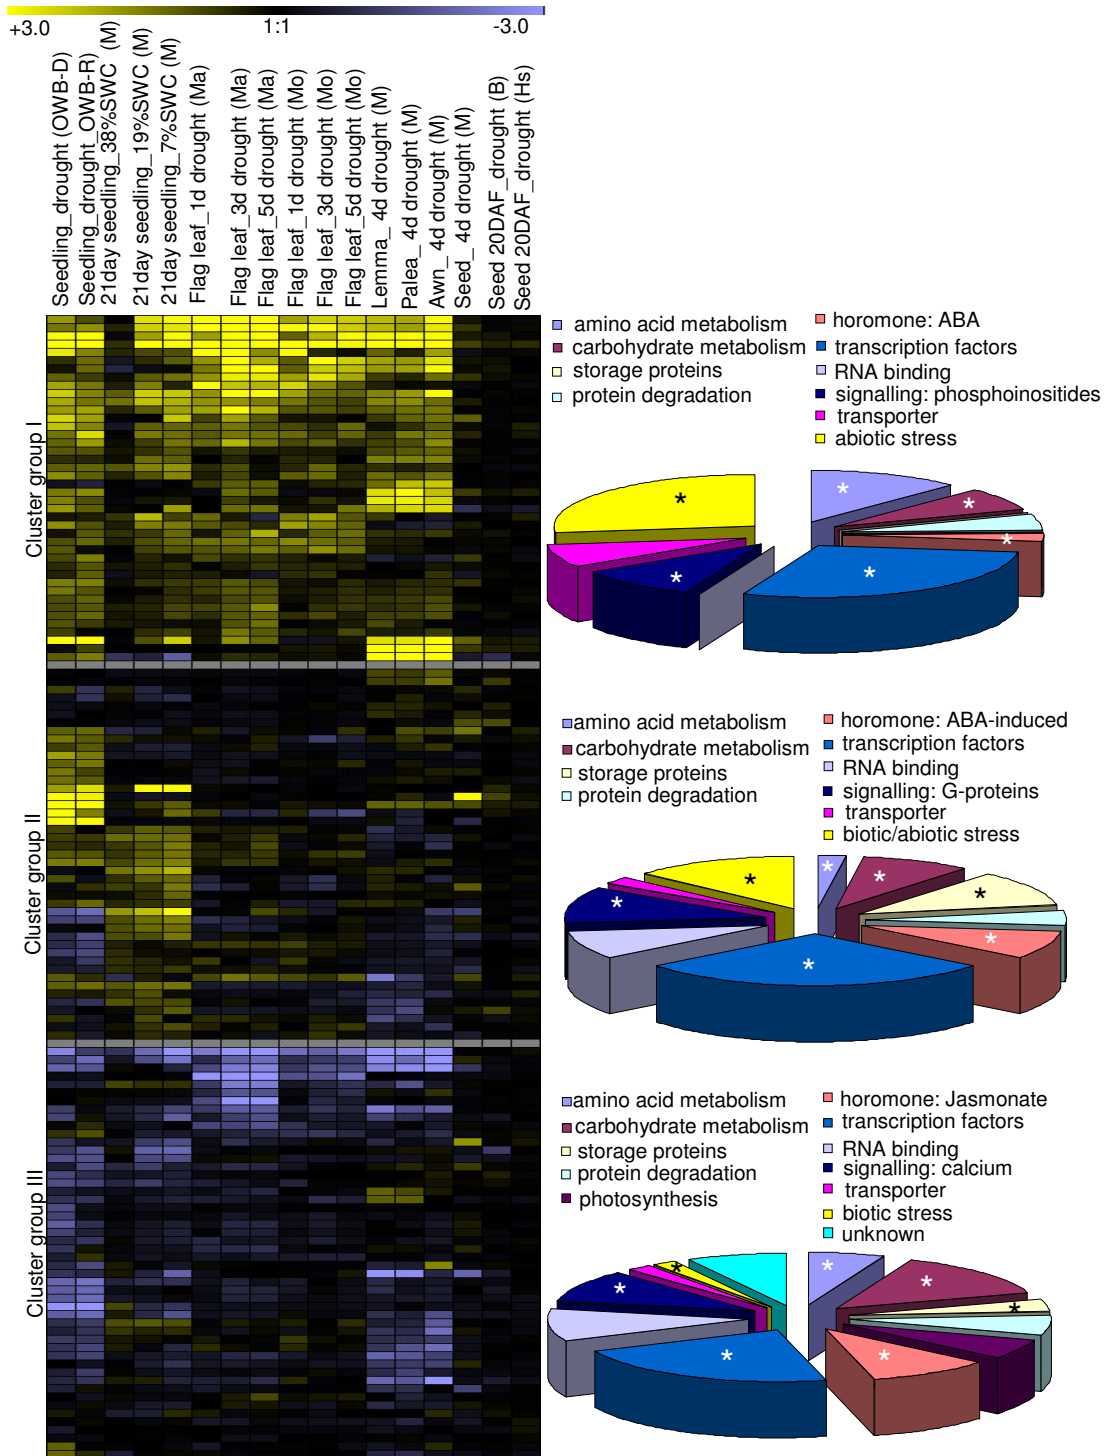 +3.0
1:1
-3.0
Seedling_drought (OWB-D)
Seedling_drought_OWB-R)
21day seedling_38%SWC (M)
21day seedling_19%SWC (M)
21day seedling_7%SWC (M)
Flag leaf_1d drought (Ma)
Flag leaf_3d drought (Ma)
Flag leaf_5d drought (Ma)
Flag leaf_1d drought (Mo)
Flag leaf_3d drought (Mo)
Flag leaf_5d drought (Mo)
Lemma_ 4d drought (M)
Palea_ 4d drought (M)
Awn_ 4d drought (M)
Seed_ 4d drought (M)
Seed 20DAF_drought (B)
Seed 20DAF_drought (Hs)
Cluster group I
amino acid metabolism
carbohydrate metabolism
storage proteins
protein degradation
horomone: ABA
transcription factors
RNA binding
signalling: phosphoinositides
transporter
abiotic stress
*
*
*
*
*
*
Cluster group II
amino acid metabolism
carbohydrate metabolism
storage proteins
protein degradation
horomone: ABA-induced
transcription factors
RNA binding
signalling: G-proteins
transporter
biotic/abiotic stress
*
*
*
*
*
*
*
Cluster group III
amino acid metabolism
carbohydrate metabolism
storage proteins
protein degradation
photosynthesis
horomone: Jasmonate
transcription factors
RNA binding
signalling: calcium
transporter
biotic stress
unknown
*
*
*
*
*
*
*